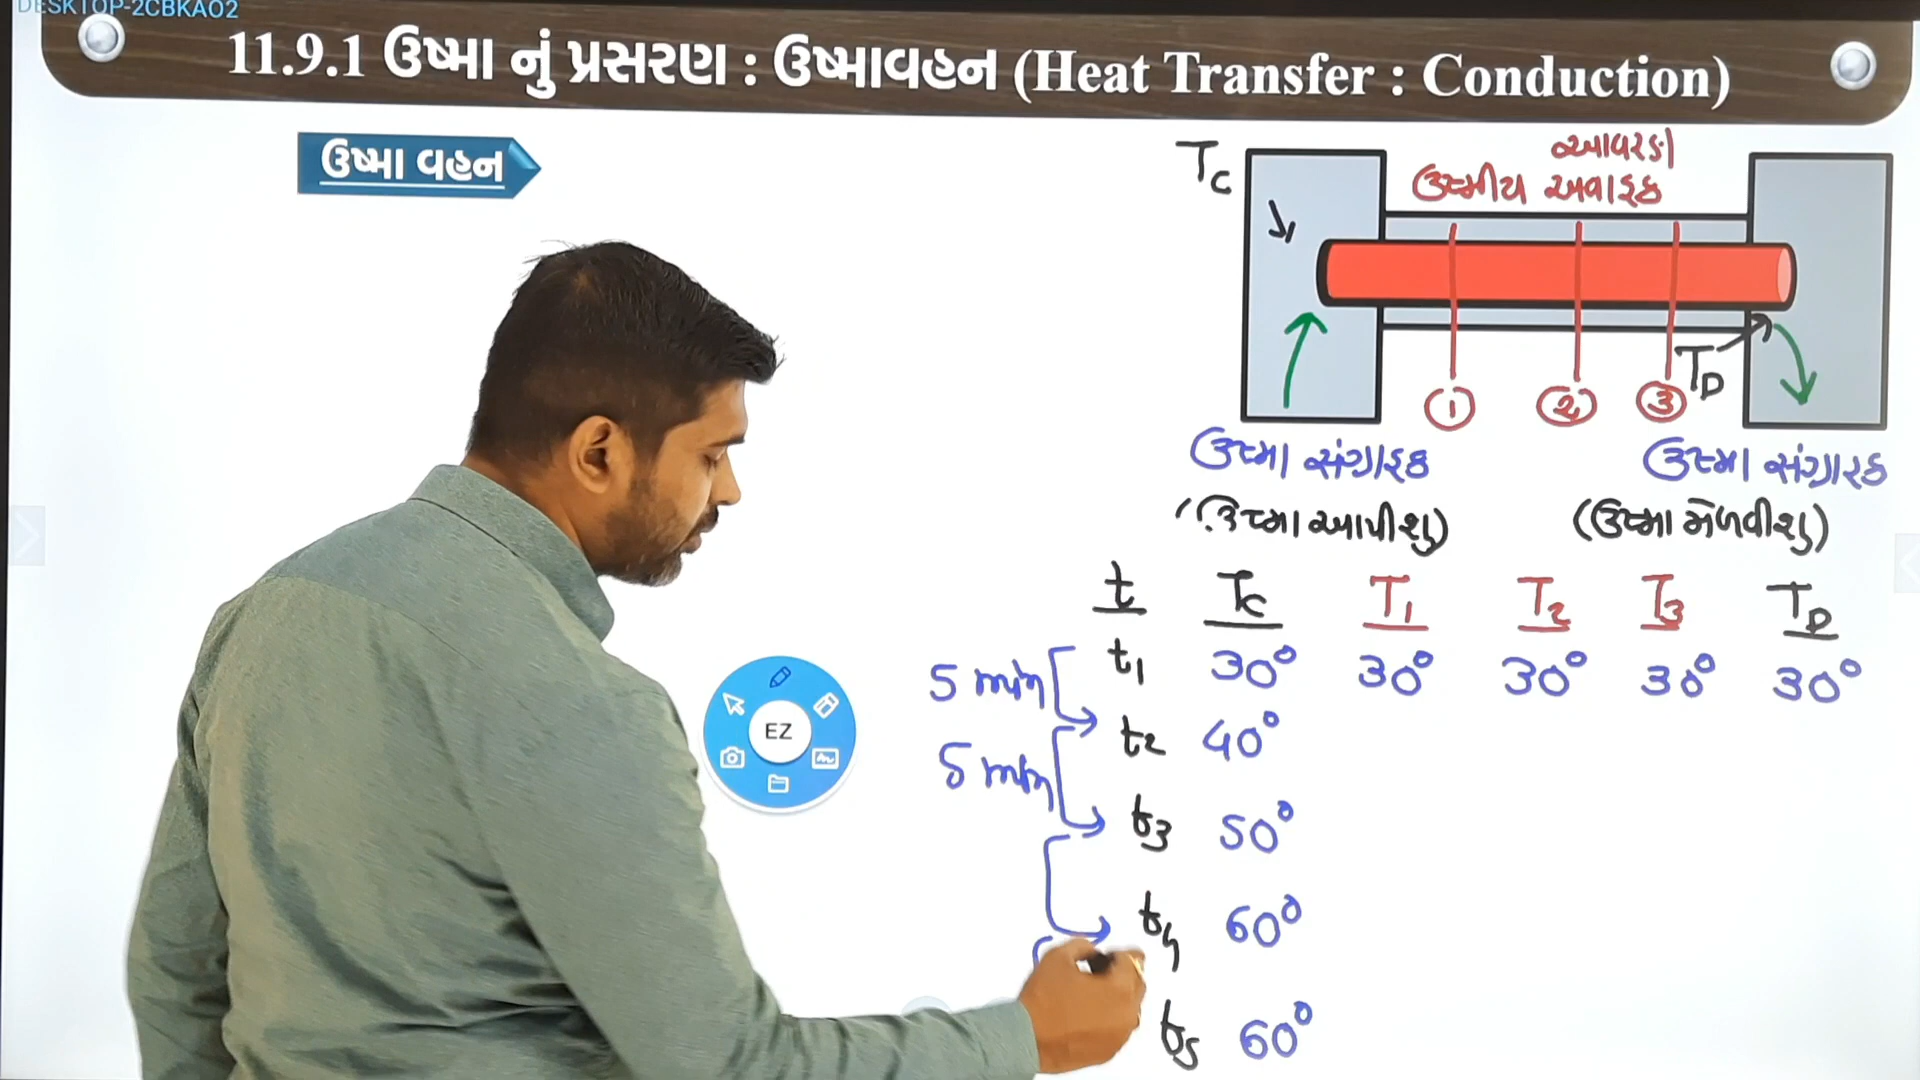 DESKTOP-2CBKAO2
11.9.1 ઉષ્મા નું પ્રસરણ : ઉષ્માવહન (Heat Transfer : Conduction)
ઉષ્મા વહન
TC
આવરણ
ઉષ્મીય અવાહક
TD
1 2 3
ઉષ્મા સંગ્રાહક ઉષ્મા સંગ્રાહક
(ઉષ્મા આપીશુ) (ઉષ્મા મેળવીશુ)
t TC T1 T2 T3 TD
5 min t1 30° 30° 30° 30° 30°
5 min t2 40°
t3 50°
t4 60°
t5 60°
EZ